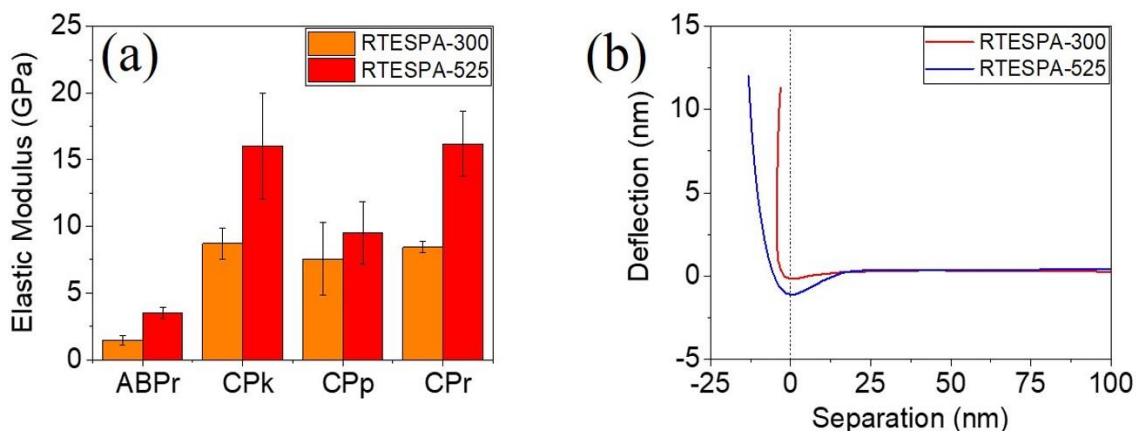 (a)
RTESPA-300
RTESPA-525
Elastic Modulus (GPa)
25
20
15
10
5
0
ABPr CPk CPp CPr
(b)
RTESPA-300
RTESPA-525
Deflection (nm)
15
10
5
0
-5
-25 0 25 50 75 100
Separation (nm)